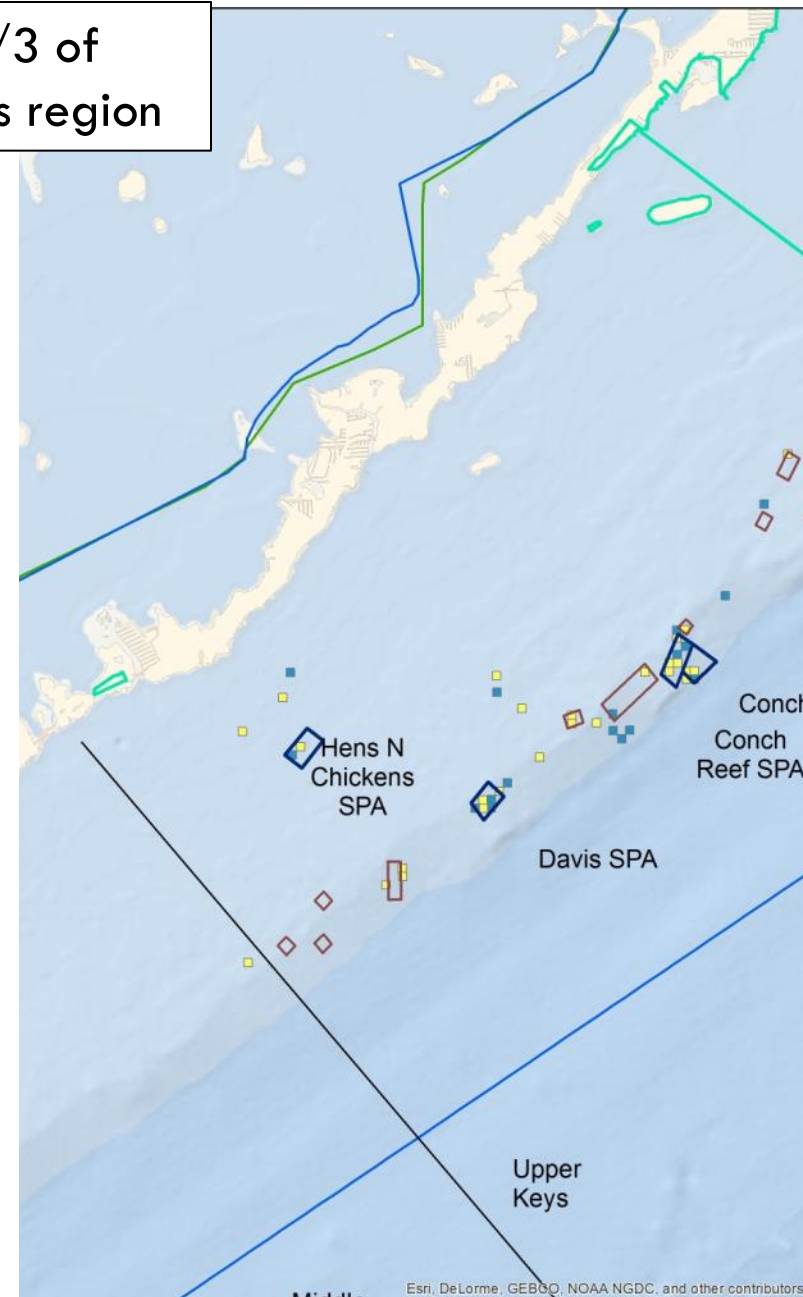 /3 of
s region
Conch
Hens N
Chickens
SPA
Conch
Reef SPA
Davis SPA
Upper
Keys
Middle
Esri, DeLorme, GEBCO, NOAA NGDC, and other contributors